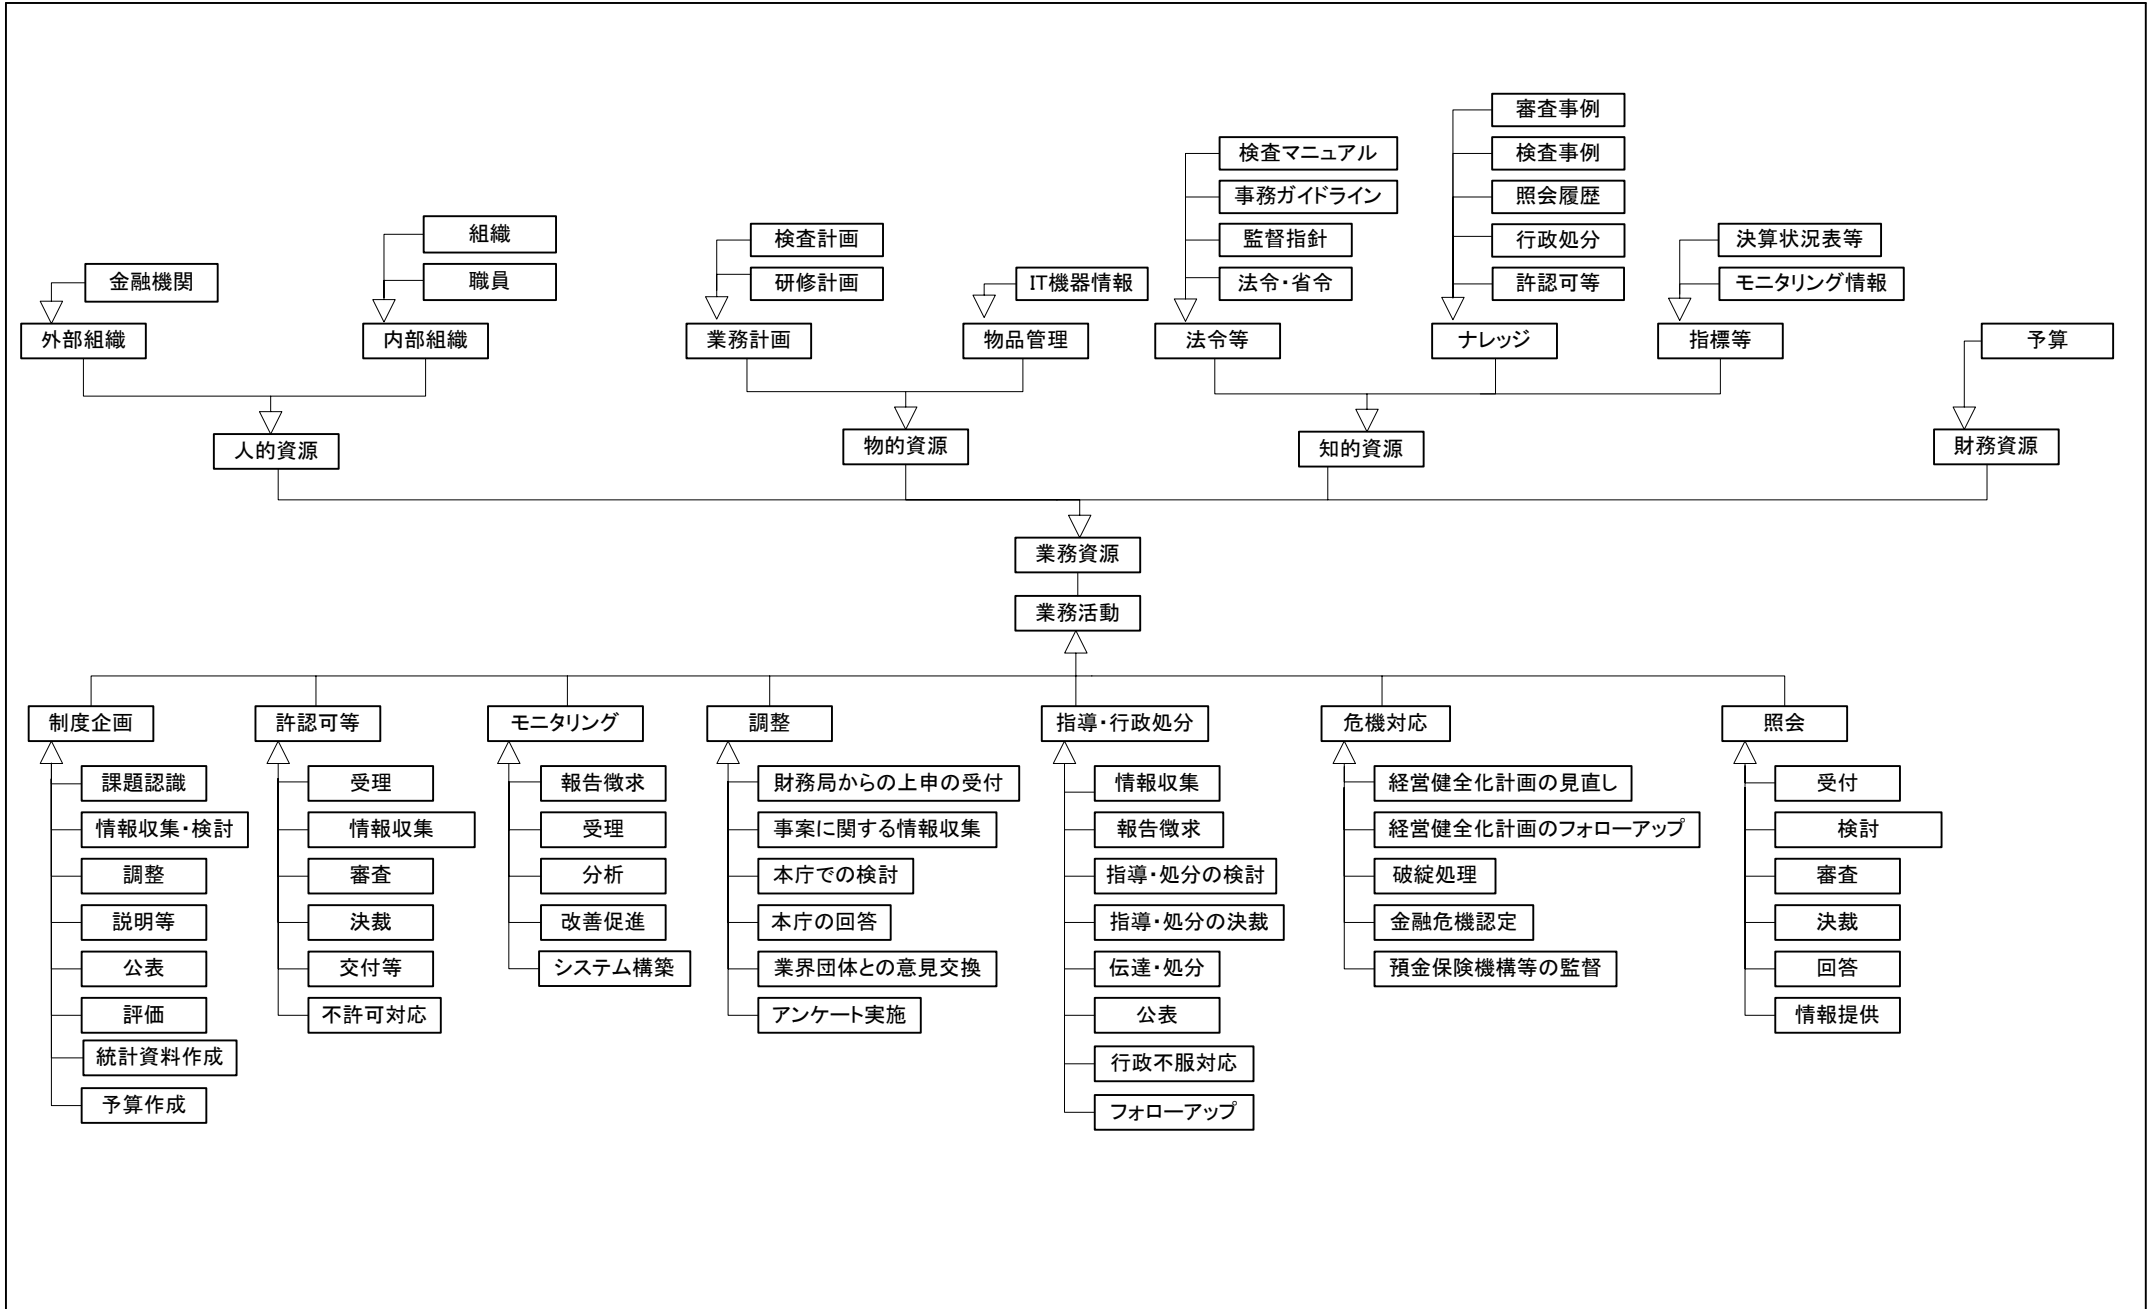 審査事例
検査マニュアル
検査事例
事務ガイドライン
照会履歴
組織
検査計画
監督指針
行政処分
決算状況表等
金融機関
職員
研修計画
IT機器情報
法令・省令
許認可等
モニタリング情報
外部組織
内部組織
業務計画
物品管理
法令等
ナレッジ
指標等
予算
人的資源
物的資源
知的資源
財務資源
業務資源
業務活動
制度企画
許認可等
モニタリング
調整
指導・行政処分
危機対応
照会
課題認識
情報収集・検討
調整
説明等
公表
評価
統計資料作成
予算作成
受理
情報収集
審査
決裁
交付等
不許可対応
報告徴求
受理
分析
改善促進
システム構築
財務局からの上申の受付
事案に関する情報収集
本庁での検討
本庁の回答
業界団体との意見交換
アンケート実施
情報収集
報告徴求
指導・処分の検討
指導・処分の決裁
伝達・処分
公表
行政不服対応
フォローアップ
経営健全化計画の見直し
経営健全化計画のフォローアップ
破綻処理
金融危機認定
預金保険機構等の監督
受付
検討
審査
決裁
回答
情報提供